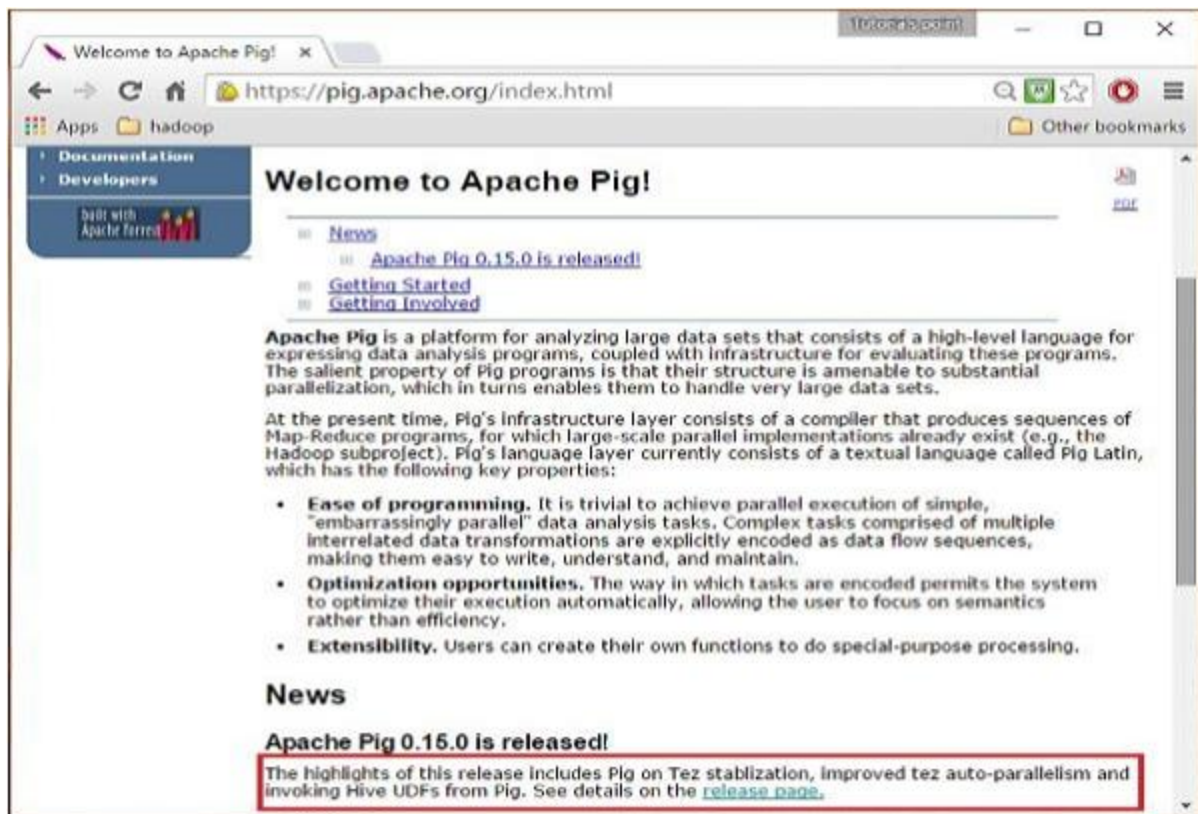 Tutorials point
Welcome to Apache Pig!
https://pig.apache.org/index.html
Apps hadoop Other bookmarks
Documentation
Developers
built with
Apache Forrest
Welcome to Apache Pig!
PDF
News
Apache Pig 0.15.0 is released!
Getting Started
Getting Involved
Apache Pig is a platform for analyzing large data sets that consists of a high-level language for
expressing data analysis programs, coupled with infrastructure for evaluating these programs.
The salient property of Pig programs is that their structure is amenable to substantial
parallelization, which in turns enables them to handle very large data sets.
At the present time, Pig's infrastructure layer consists of a compiler that produces sequences of
Map-Reduce programs, for which large-scale parallel implementations already exist (e.g., the
Hadoop subproject). Pig's language layer currently consists of a textual language called Pig Latin,
which has the following key properties:
• Ease of programming. It is trivial to achieve parallel execution of simple,
"embarrassingly parallel" data analysis tasks. Complex tasks comprised of multiple
interrelated data transformations are explicitly encoded as data flow sequences,
making them easy to write, understand, and maintain.
• Optimization opportunities. The way in which tasks are encoded permits the system
to optimize their execution automatically, allowing the user to focus on semantics
rather than efficiency.
• Extensibility. Users can create their own functions to do special-purpose processing.
News
Apache Pig 0.15.0 is released!
The highlights of this release includes Pig on Tez stablization, improved tez auto-parallelism and
invoking Hive UDFs from Pig. See details on the release page.